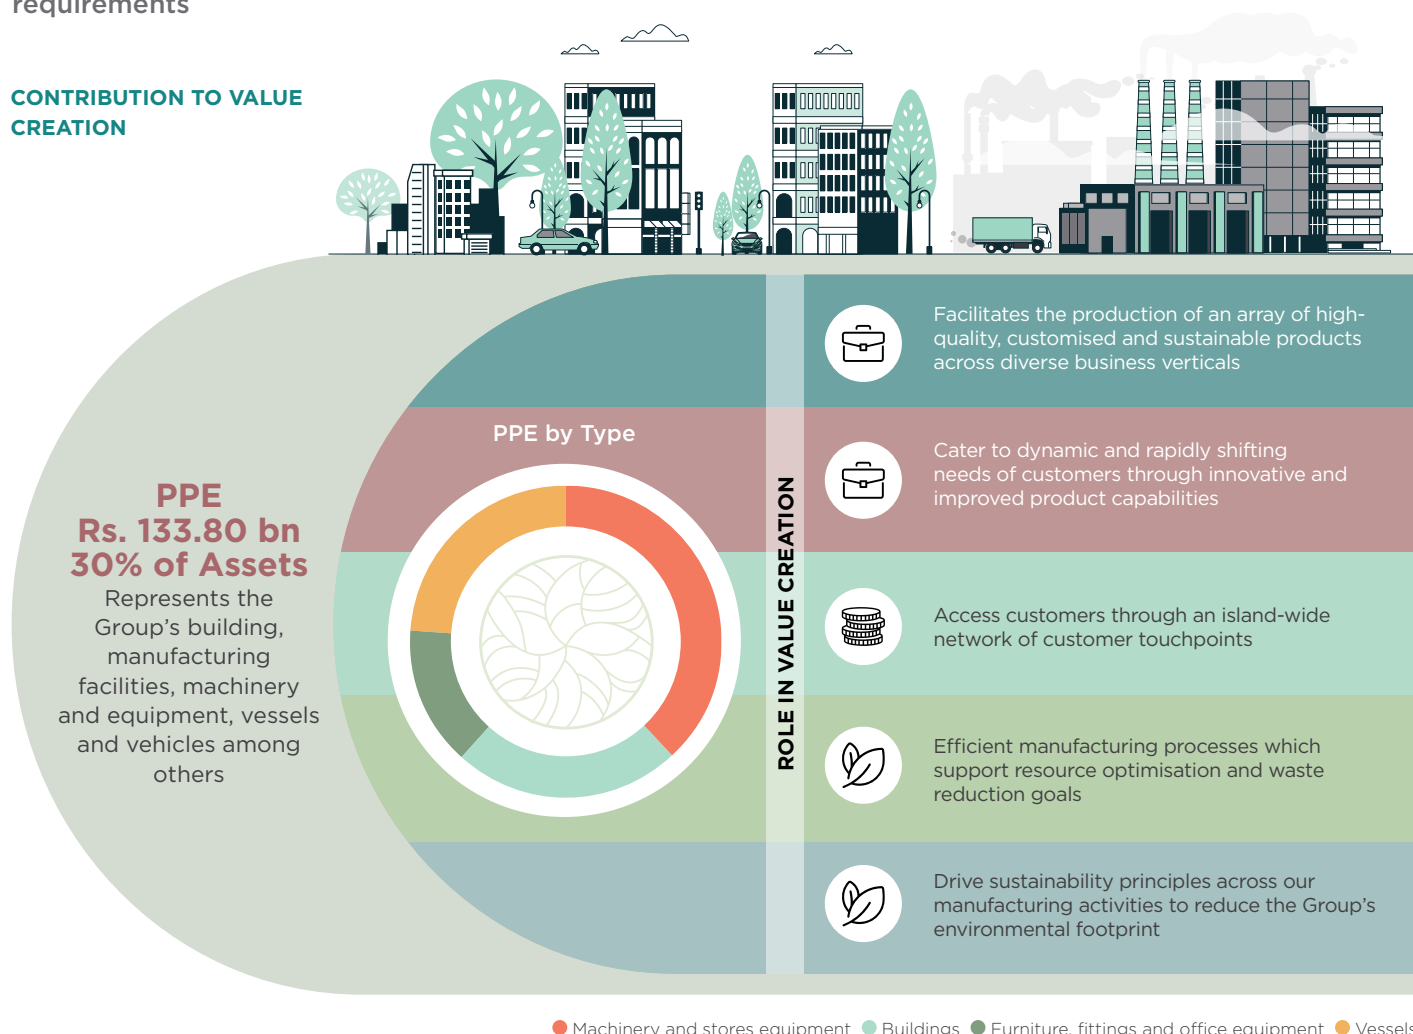 requirements
CONTRIBUTION TO VALUE
CREATION
PPE
Rs. 133.80 bn
30% of Assets
Represents the
Group's building,
manufacturing
facilities, machinery
and equipment, vessels
and vehicles among
others
PPE by Type
ROLE IN VALUE CREATION
Facilitates the production of an array of high-
quality, customised and sustainable products
across diverse business verticals
Cater to dynamic and rapidly shifting
needs of customers through innovative and
improved product capabilities
Access customers through an island-wide
network of customer touchpoints
Efficient manufacturing processes which
support resource optimisation and waste
reduction goals
Drive sustainability principles across our
manufacturing activities to reduce the Group's
environmental footprint
Machinery and stores equipment Buildings Furniture, fittings and office equipment Vessels